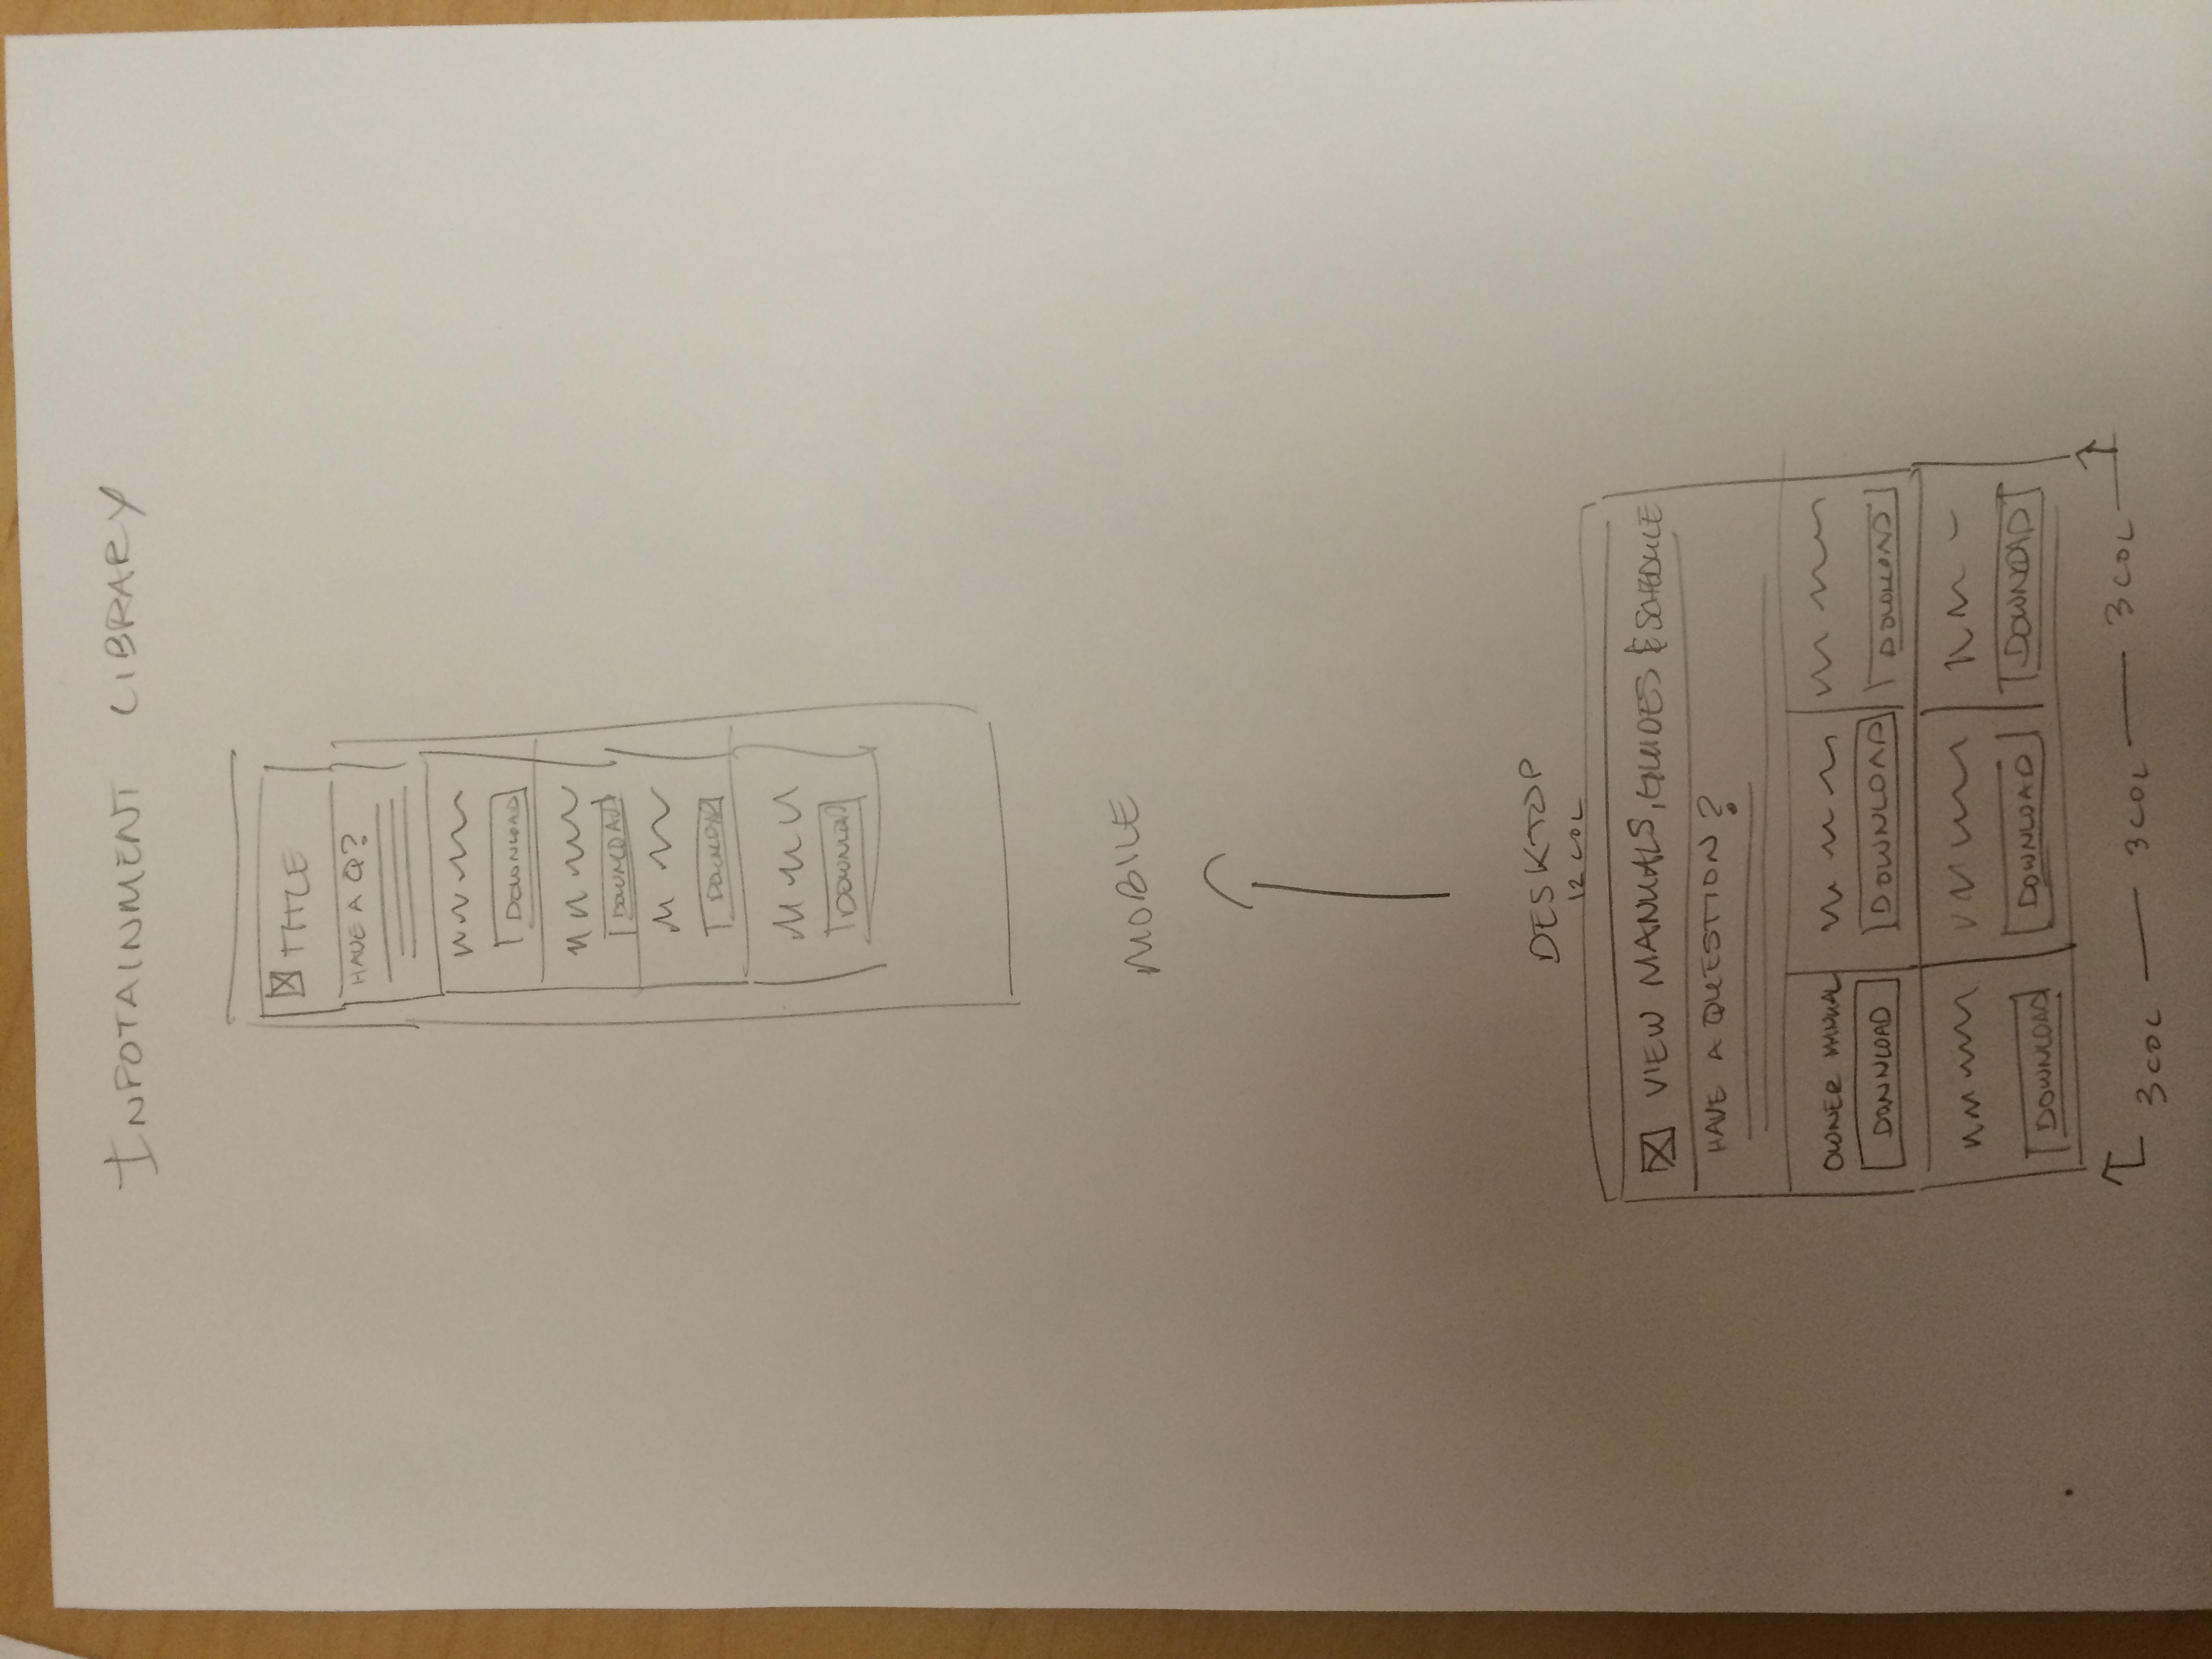 INFOTAINMENT LIBRARY
TITLE
HAVE A Q?
DOWNLOAD
DOWNLOAD
DOWNLOAD
DOWNLOAD
MOBILE
DESKTOP
12 COL
VIEW MANUALS, GUIDES & SCHEDULE
HAVE A QUESTION?
OWNER MANUAL
DOWNLOAD DOWNLOAD DOWNLOAD
DOWNLOAD DOWNLOAD DOWNLOAD
3 COL — 3 COL — 3 COL